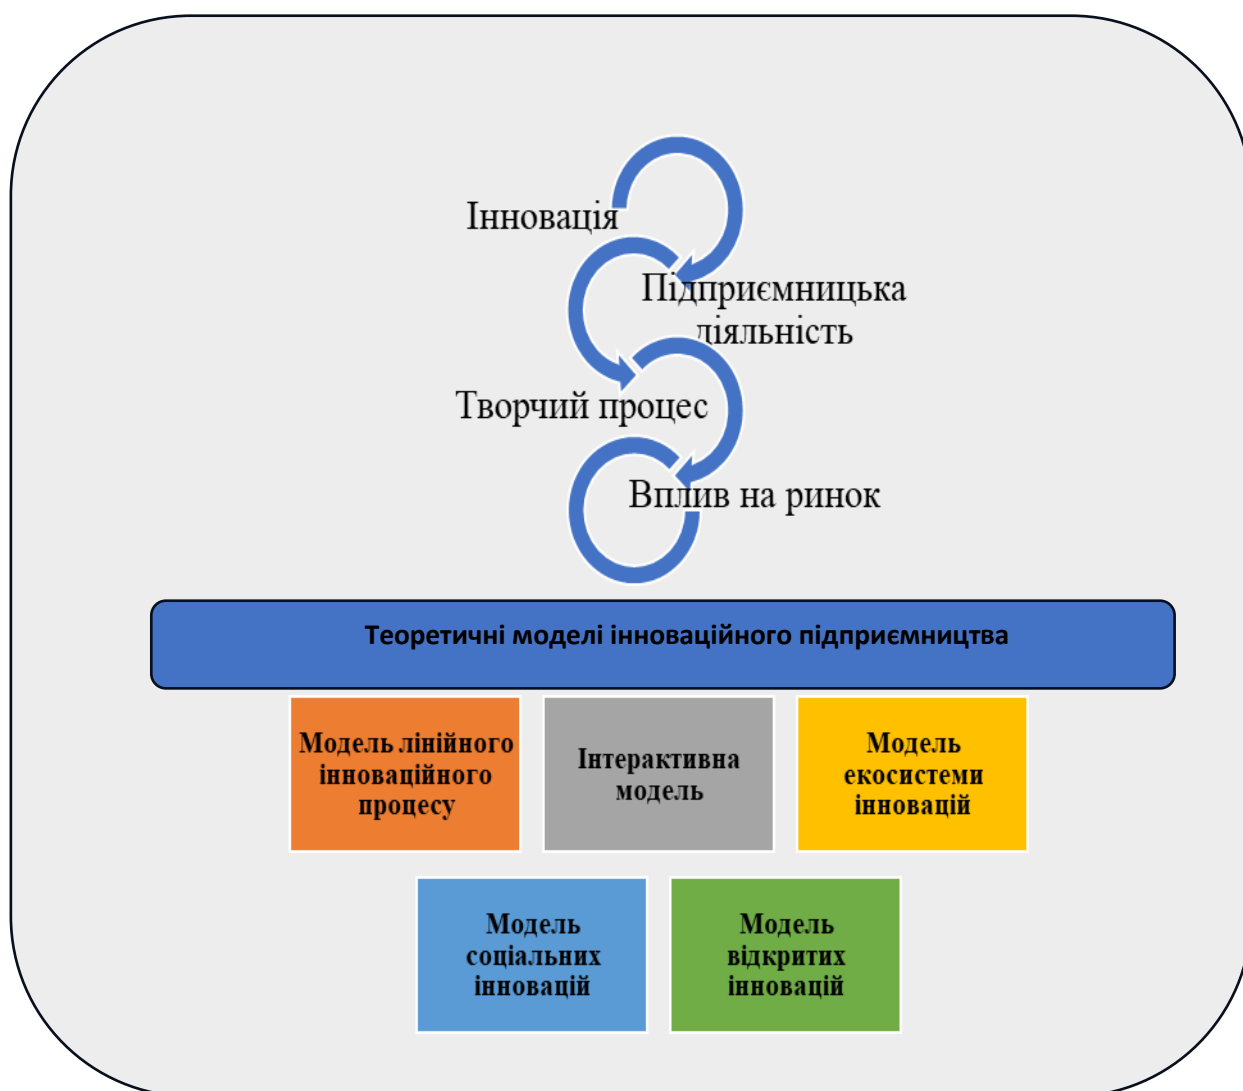 Інновація
Підприємницька
діяльність
Творчий процес
Вплив на ринок
Теоретичні моделі інноваційного підприємництва
Модель лінійного
інноваційного
процесу
Інтерактивна
модель
Модель
екосистеми
інновацій
Модель
соціальних
інновацій
Модель
відкритих
інновацій